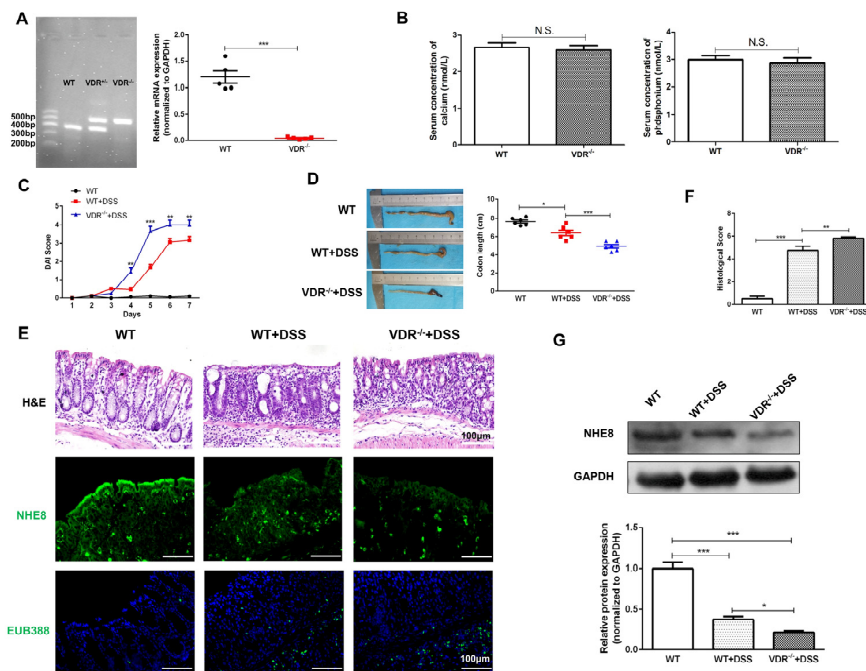 A
WT VDR+/- VDR-/-
500bp
400bp
300bp
200bp
Relative mRNA expression
(normalized to GAPDH)
2.0
1.5
1.0
0.5
0.0
***
WT VDR-/-
B
Serum concentration of
calcium (nmol/L)
3
2
1
0
N.S.
WT VDR-/-
Serum concentration of
phosphonium (nmol/L)
4
3
2
1
0
N.S.
WT VDR-/-
C
WT
WT+DSS
VDR-/-+DSS
DAI Score
5
4
3
2
1
0
** *** ** **
1 2 3 4 5 6 7
Days
D
WT
WT+DSS
VDR-/-+DSS
Colon length (cm)
10
8
6
4
2
0
* ***
WT WT+DSS VDR-/-+DSS
F
Histological Score
8
6
4
2
0
*** **
WT WT+DSS VDR-/-+DSS
E
WT WT+DSS VDR-/-+DSS
H&E
100μm
NHE8
EUB388
100μm
G
WT WT+DSS VDR-/-+DSS
NHE8
GAPDH
Relative protein expression
(normalized to GAPDH)
1.5
1.0
0.5
0.0
***
***
*
WT WT+DSS VDR-/-+DSS